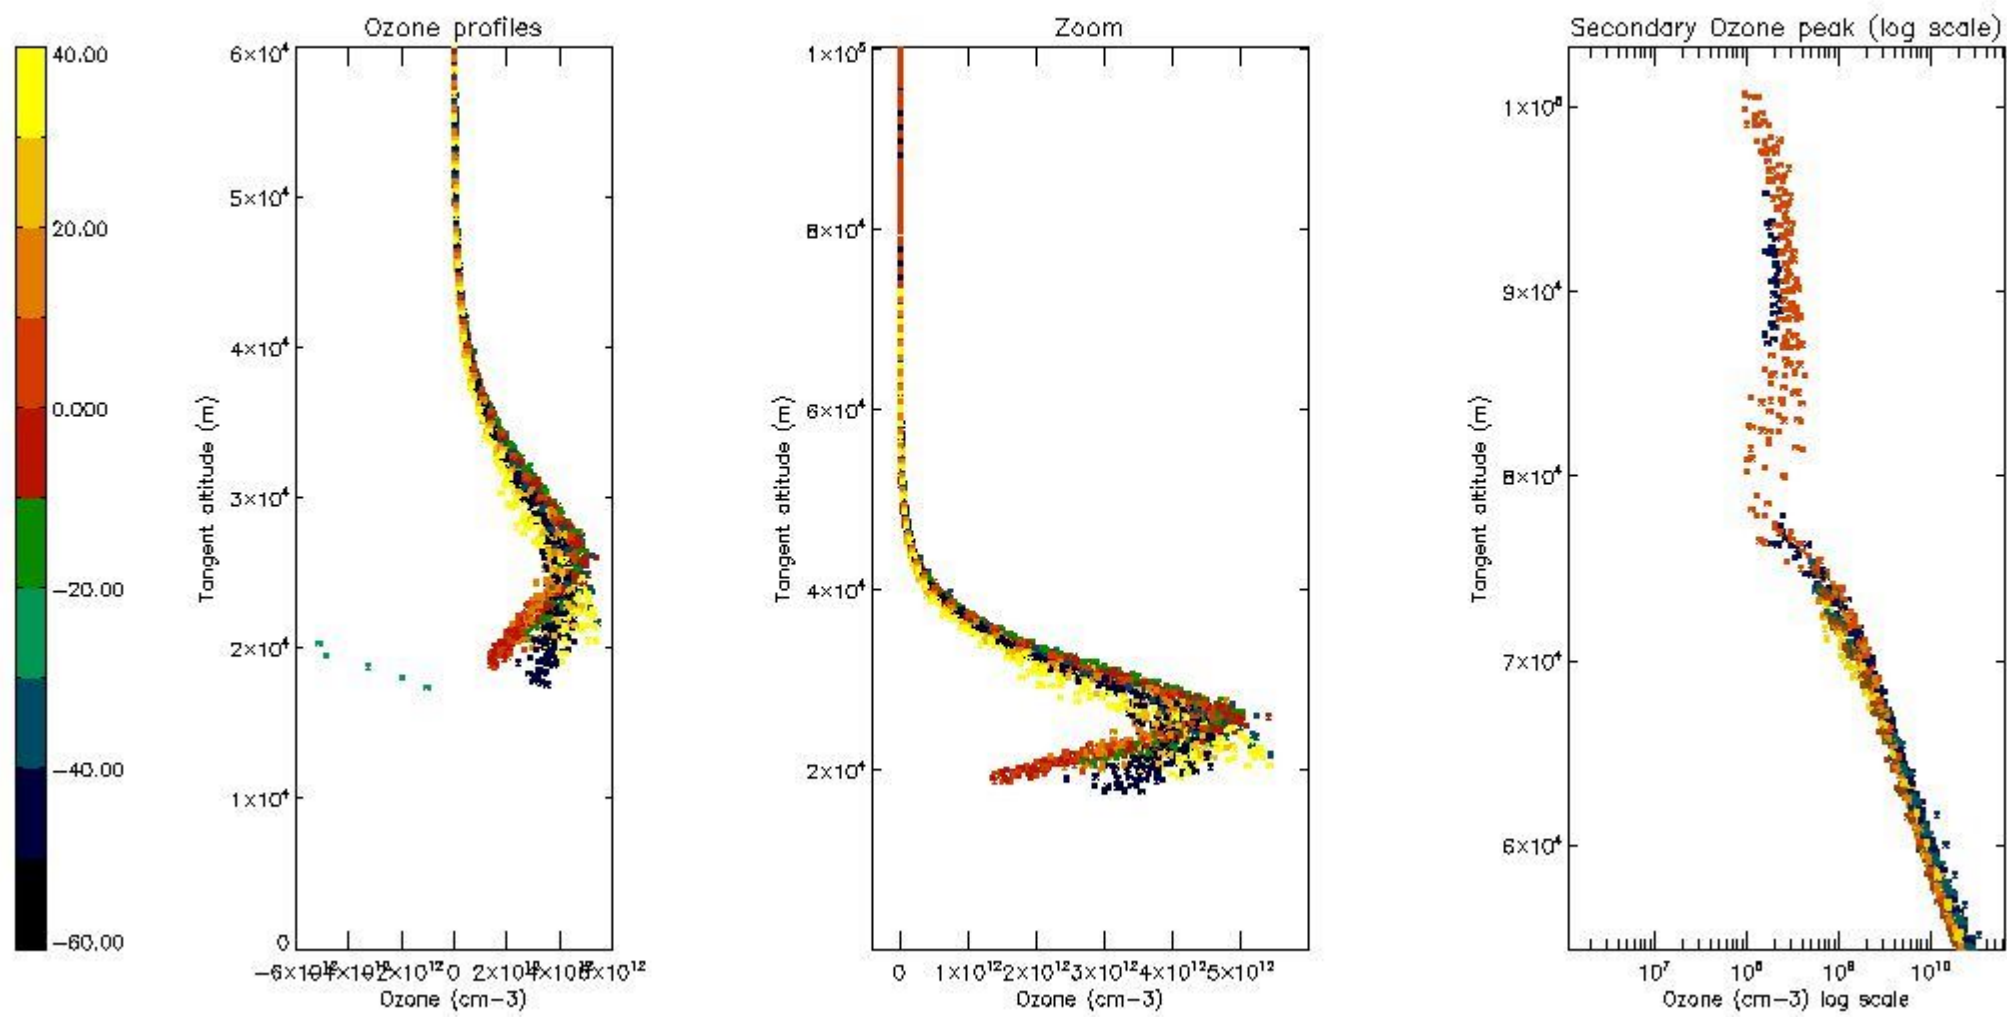 Ozone profiles
Zoom
Secondary Ozone peak (log scale)
40.00
20.00
0.000
−20.00
−40.00
−60.00
6×10⁴
5×10⁴
4×10⁴
3×10⁴
2×10⁴
1×10⁴
0
Tangent altitude (m)
0
Ozone (cm−3)
1×10⁵
8×10⁴
6×10⁴
4×10⁴
2×10⁴
Tangent altitude (m)
0 1×10¹² 2×10¹² 3×10¹² 4×10¹² 5×10¹²
Ozone (cm−3)
9×10⁴
8×10⁴
7×10⁴
6×10⁴
Tangent altitude (m)
10⁷ 10⁸ 10⁹ 10¹⁰
Ozone (cm−3) log scale